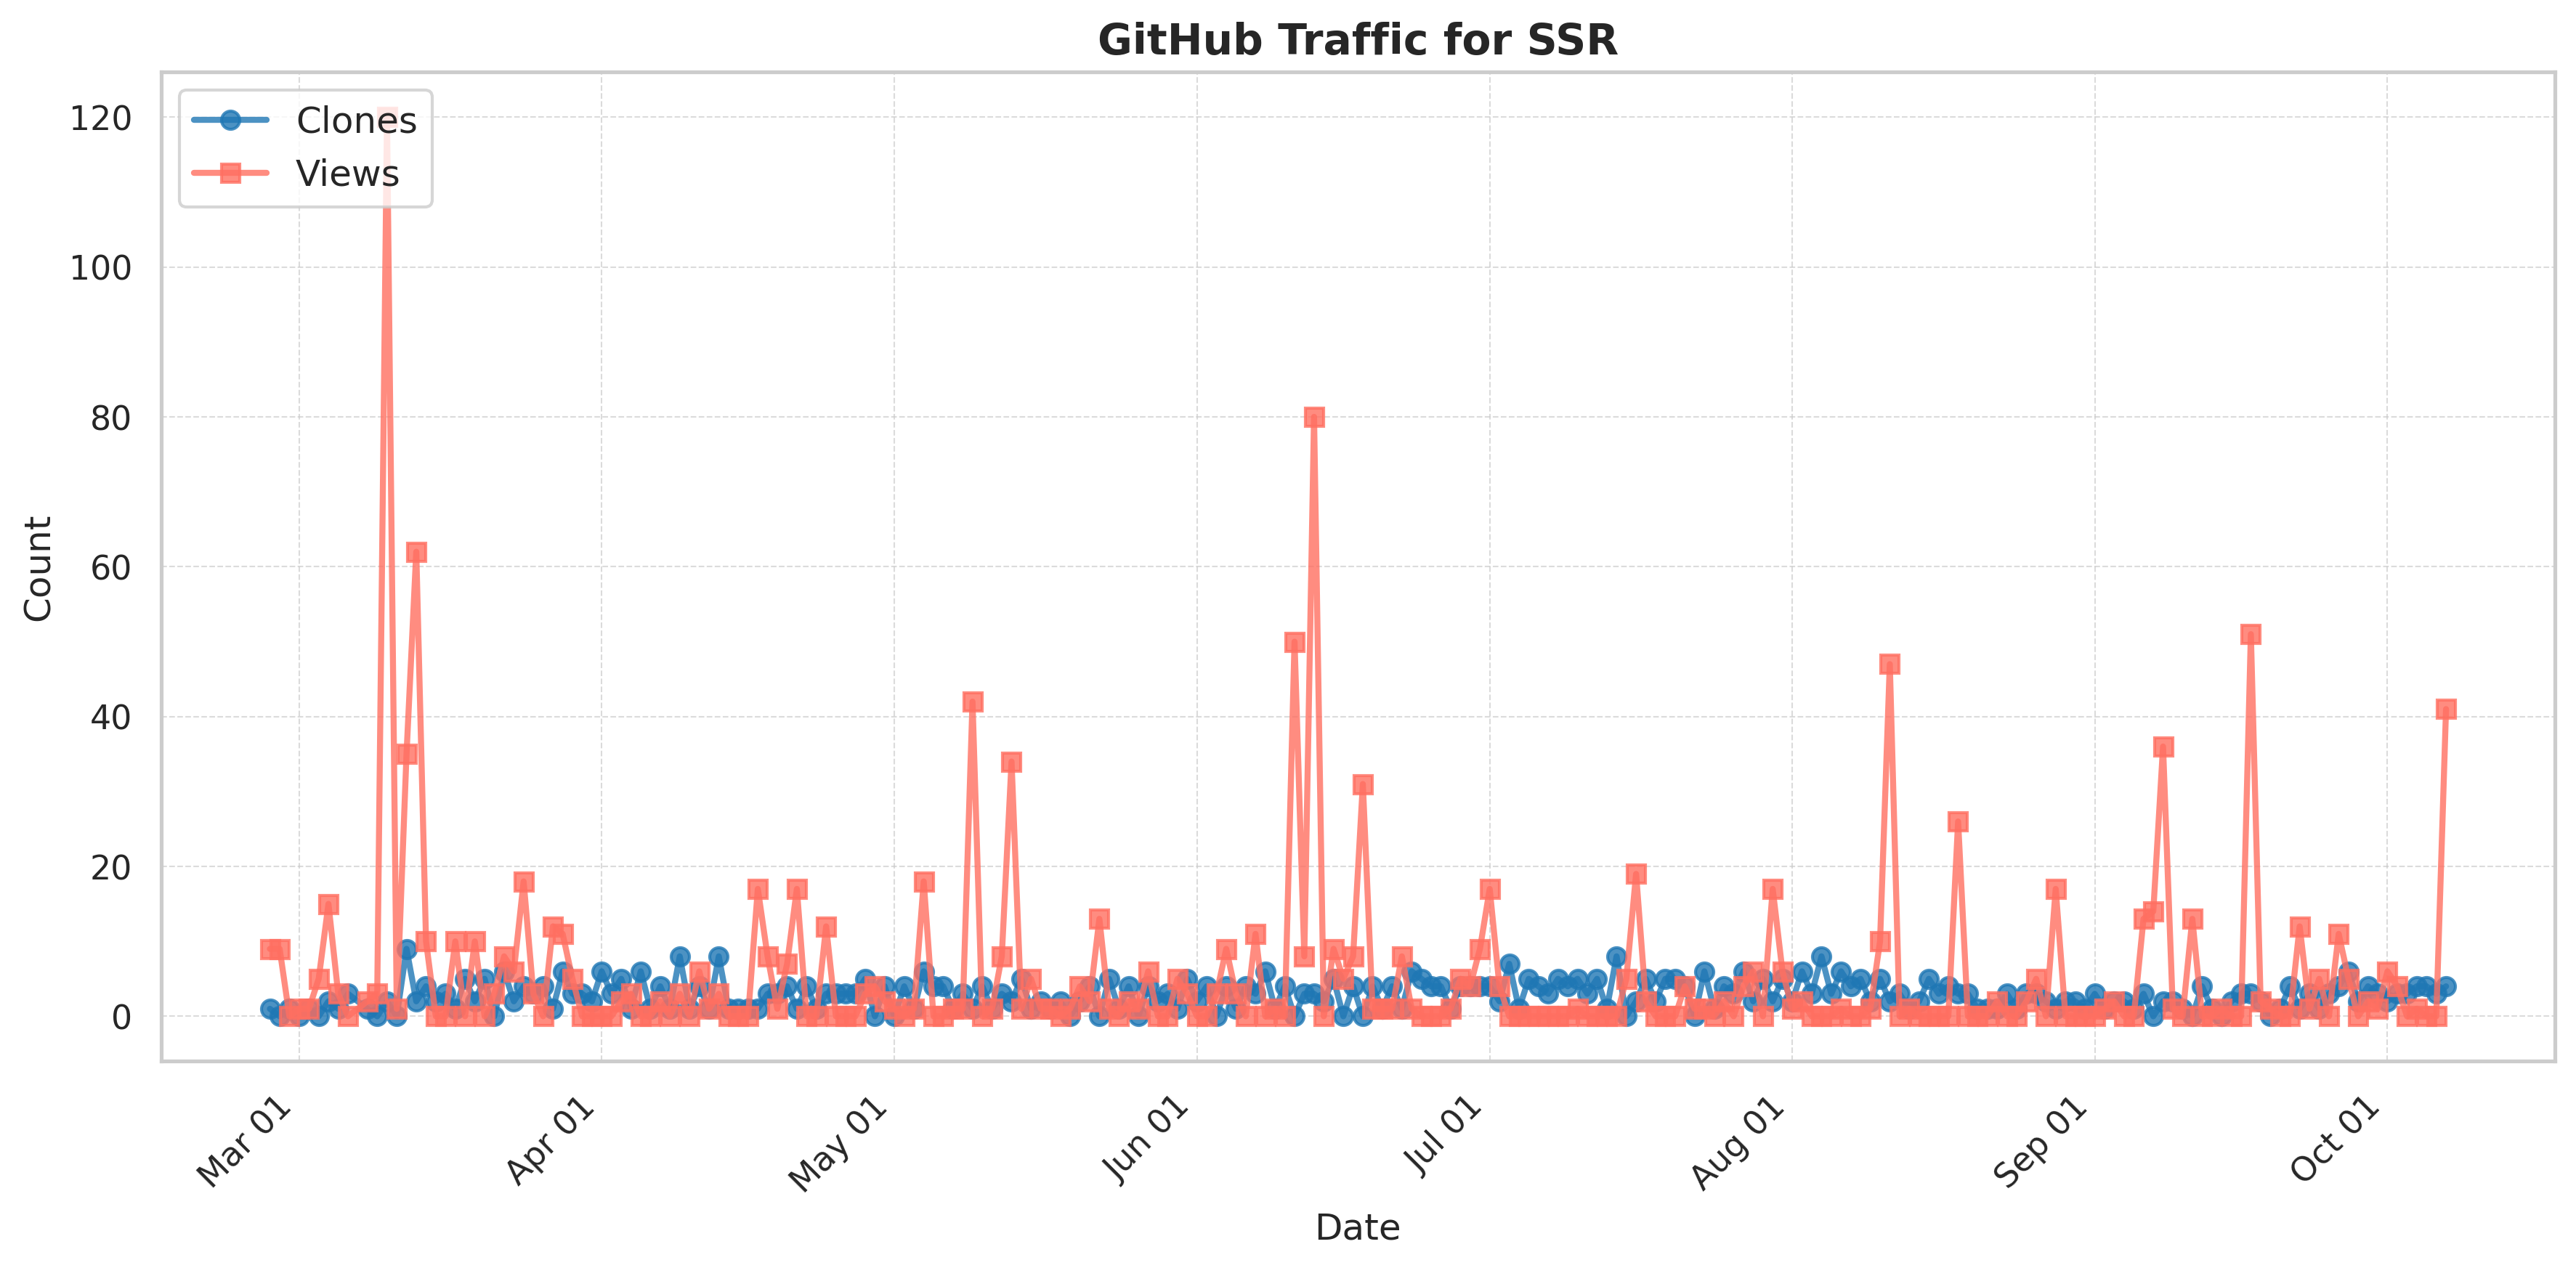 GitHub Traffic for SSR
Clones
Views
120
100
80
60
40
20
0
Count
Mar 01
Apr 01
May 01
Jun 01
Jul 01
Aug 01
Sep 01
Oct 01
Date